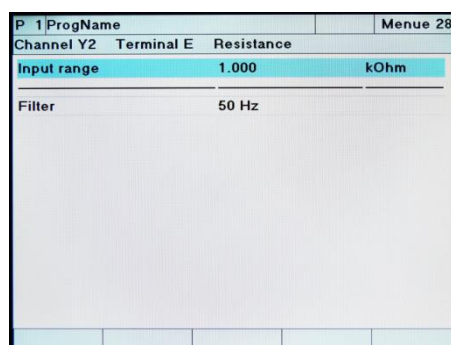 P 1 ProgName Menue 28
Channel Y2 Terminal E Resistance
Input range 1.000 kOhm
Filter 50 Hz